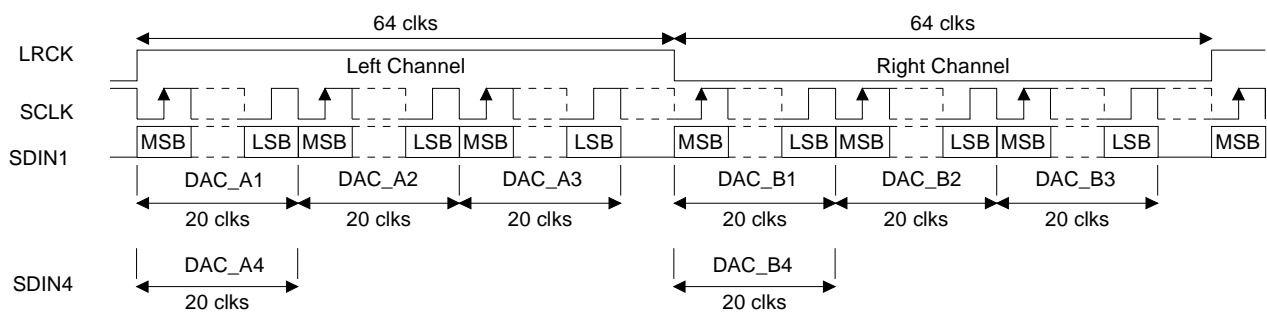 64 clks 64 clks
LRCK Left Channel Right Channel
SCLK
SDIN1 MSB LSB MSB LSB MSB LSB MSB LSB MSB LSB MSB LSB MSB
DAC_A1 DAC_A2 DAC_A3 DAC_B1 DAC_B2 DAC_B3
20 clks 20 clks 20 clks 20 clks 20 clks 20 clks
DAC_A4 DAC_B4
SDIN4
20 clks 20 clks